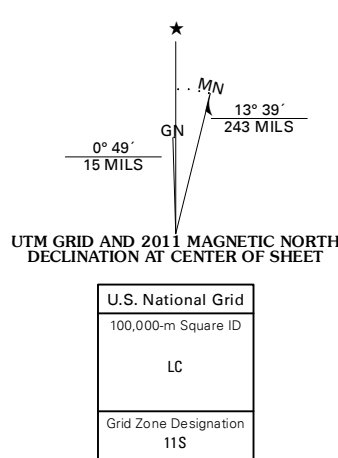 ★
MN
GN
13° 39´
243 MILS
0° 49´
15 MILS
UTM GRID AND 2011 MAGNETIC NORTH
DECLINATION AT CENTER OF SHEET
U.S. National Grid
100,000-m Square ID
LC
Grid Zone Designation
11S